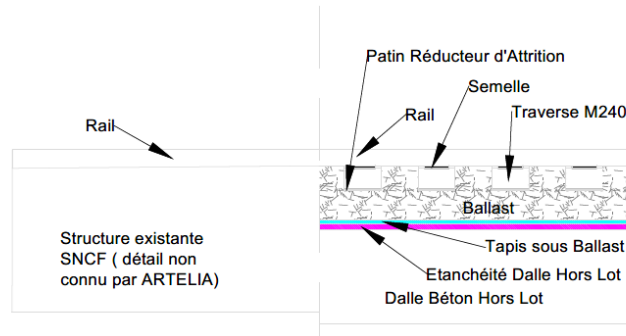 Patin Réducteur d'Attrition
Semelle
Rail
Rail
Traverse M240
Ballast
Structure existante
SNCF ( détail non
connu par ARTELIA)
Tapis sous Ballast
Etanchéité Dalle Hors Lot
Dalle Béton Hors Lot